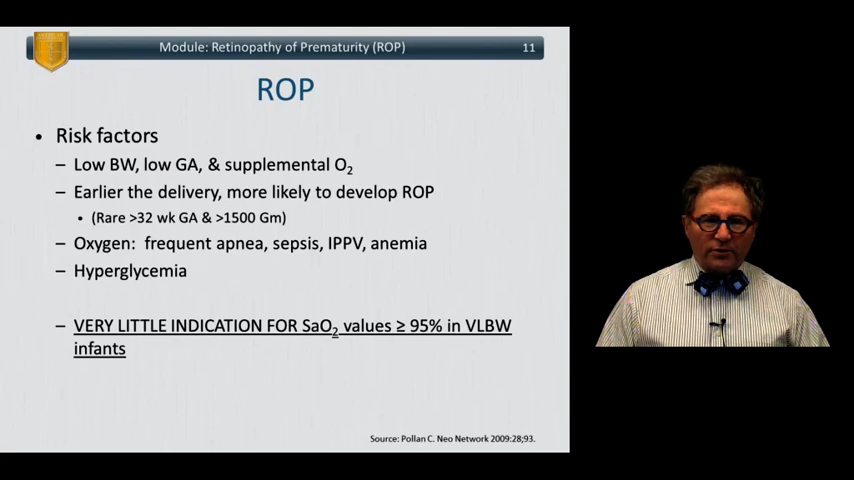 Module: Retinopathy of Prematurity (ROP) 11
ROP
• Risk factors
– Low BW, low GA, & supplemental O₂
– Earlier the delivery, more likely to develop ROP
• (Rare >32 wk GA & >1500 Gm)
– Oxygen: frequent apnea, sepsis, IPPV, anemia
– Hyperglycemia
– VERY LITTLE INDICATION FOR SaO₂ values ≥ 95% in VLBW
infants
Source: Pollan C. Neo Network 2009:28;93.